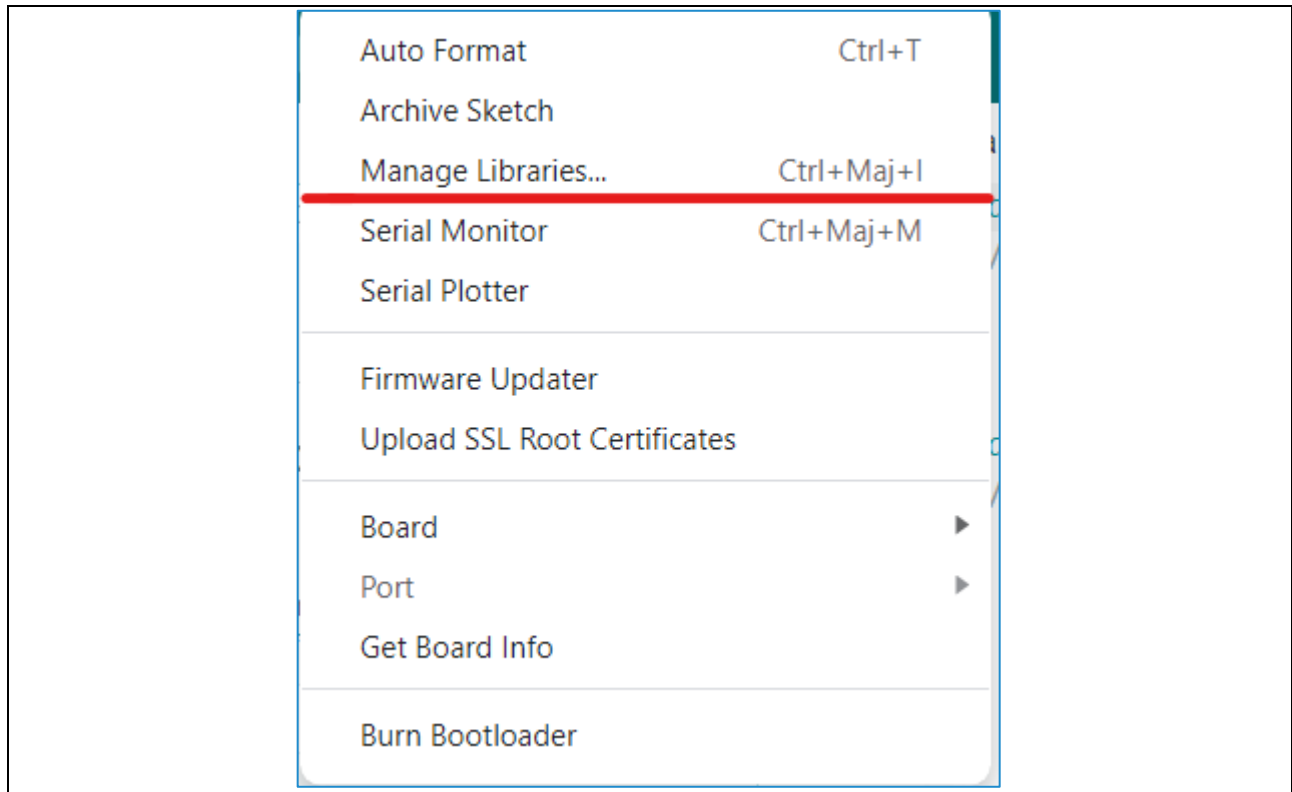 Auto Format Ctrl+T
Archive Sketch
Manage Libraries... Ctrl+Maj+I
Serial Monitor Ctrl+Maj+M
Serial Plotter
Firmware Updater
Upload SSL Root Certificates
Board
Port
Get Board Info
Burn Bootloader